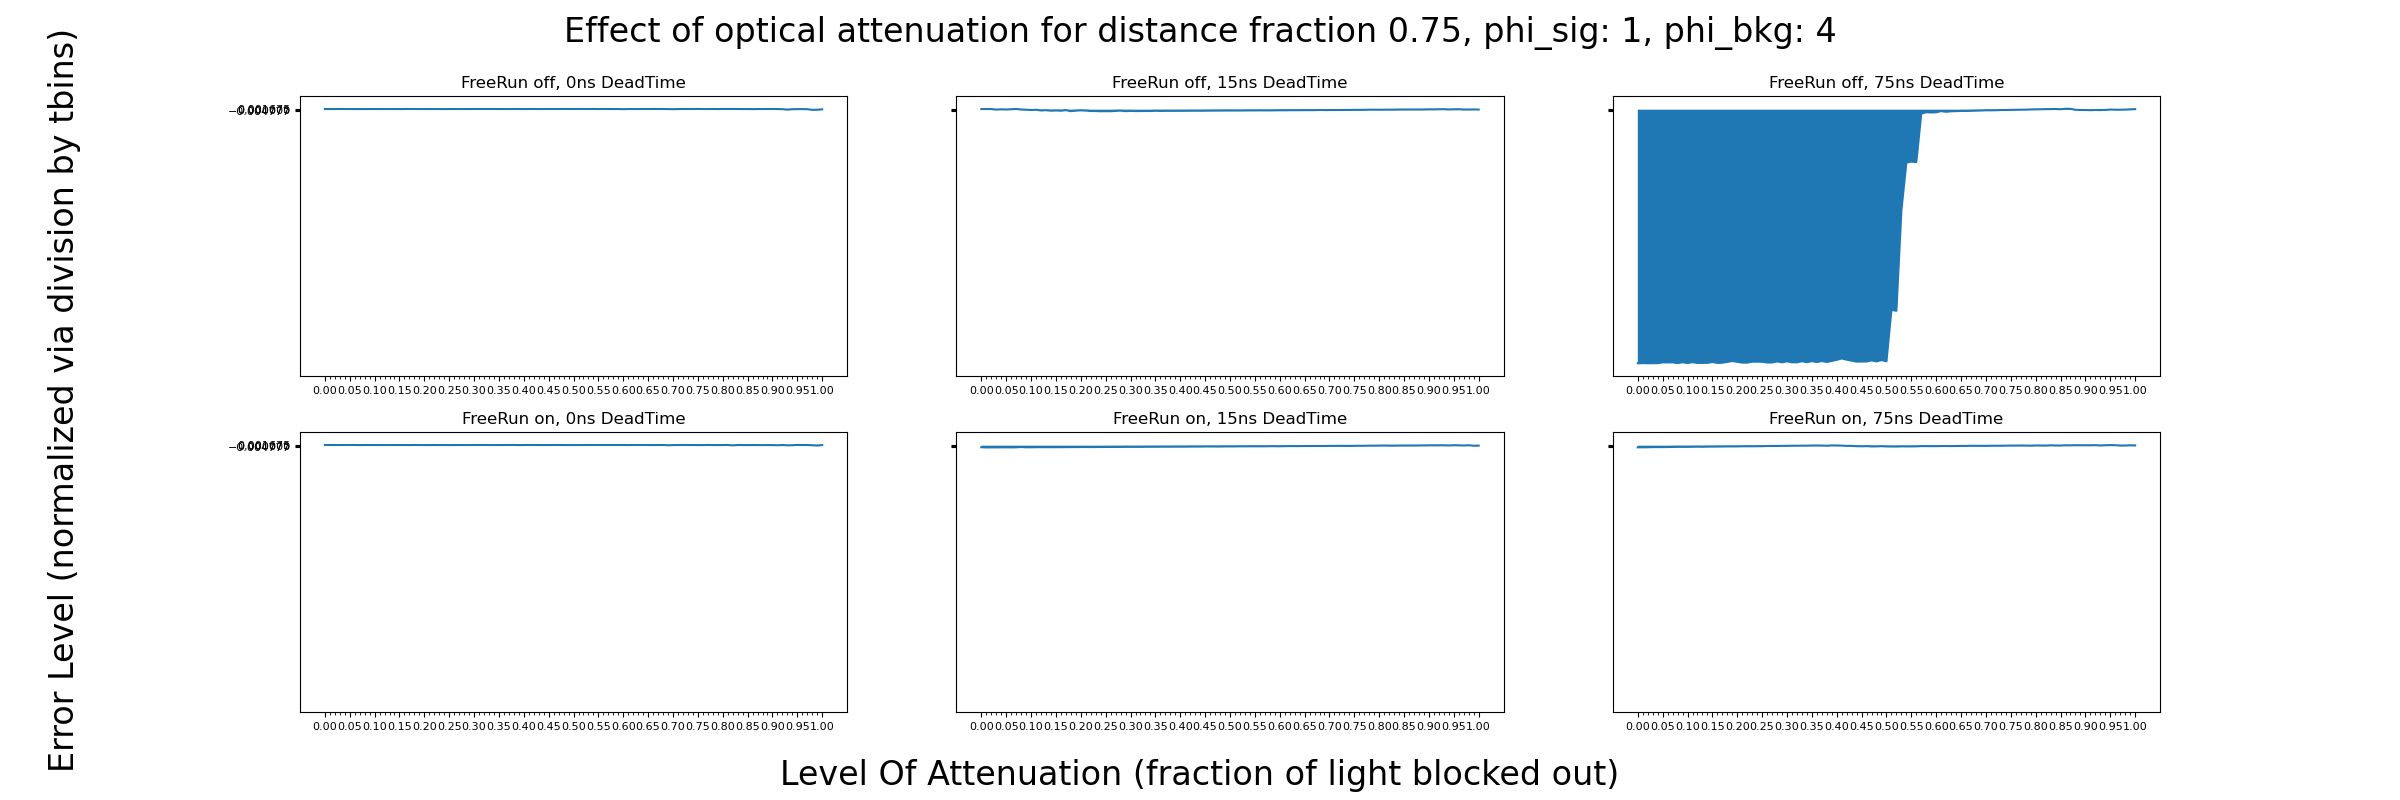 Effect of optical attenuation for distance fraction 0.75, phi_sig: 1, phi_bkg: 4
Error Level (normalized via division by tbins)
FreeRun off, 0ns DeadTime
FreeRun off, 15ns DeadTime
FreeRun off, 75ns DeadTime
0.00 0.05 0.10 0.15 0.20 0.25 0.30 0.35 0.40 0.45 0.50 0.55 0.60 0.65 0.70 0.75 0.80 0.85 0.90 0.95 1.00
0.00 0.05 0.10 0.15 0.20 0.25 0.30 0.35 0.40 0.45 0.50 0.55 0.60 0.65 0.70 0.75 0.80 0.85 0.90 0.95 1.00
0.00 0.05 0.10 0.15 0.20 0.25 0.30 0.35 0.40 0.45 0.50 0.55 0.60 0.65 0.70 0.75 0.80 0.85 0.90 0.95 1.00
FreeRun on, 0ns DeadTime
FreeRun on, 15ns DeadTime
FreeRun on, 75ns DeadTime
0.00 0.05 0.10 0.15 0.20 0.25 0.30 0.35 0.40 0.45 0.50 0.55 0.60 0.65 0.70 0.75 0.80 0.85 0.90 0.95 1.00
0.00 0.05 0.10 0.15 0.20 0.25 0.30 0.35 0.40 0.45 0.50 0.55 0.60 0.65 0.70 0.75 0.80 0.85 0.90 0.95 1.00
0.00 0.05 0.10 0.15 0.20 0.25 0.30 0.35 0.40 0.45 0.50 0.55 0.60 0.65 0.70 0.75 0.80 0.85 0.90 0.95 1.00
Level Of Attenuation (fraction of light blocked out)